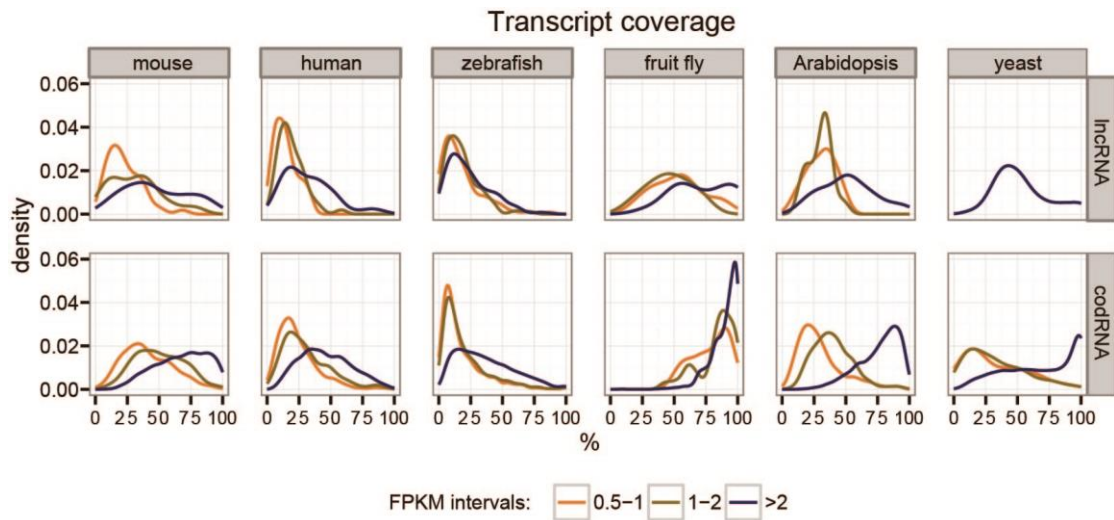 Transcript coverage
mouse human zebrafish fruit fly Arabidopsis yeast
0.06
0.04
0.02
0.00
lncRNA
density
0.06
0.04
0.02
0.00
codRNA
0 25 50 75 100 0 25 50 75 100 0 25 50 75 100 0 25 50 75 100 0 25 50 75 100 0 25 50 75 100
%
FPKM intervals: 0.5−1 1−2 >2